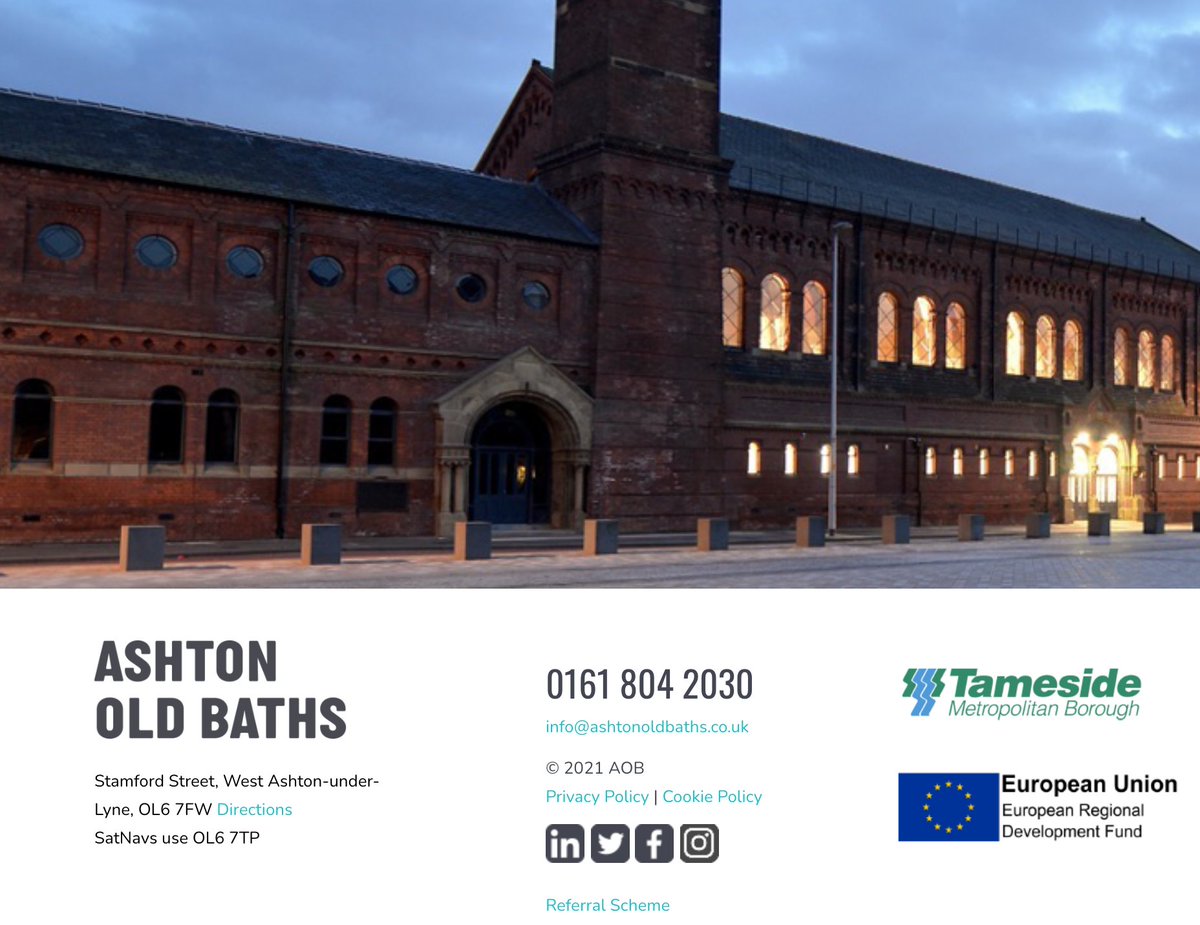 ASHTON
OLD BATHS
Stamford Street, West Ashton-under-
Lyne, OL6 7FW Directions
SatNavs use OL6 7TP
0161 804 2030
info@ashtonoldbaths.co.uk
© 2021 AOB
Privacy Policy | Cookie Policy
in
f
Referral Scheme
Tameside
Metropolitan Borough
European Union
European Regional
Development Fund